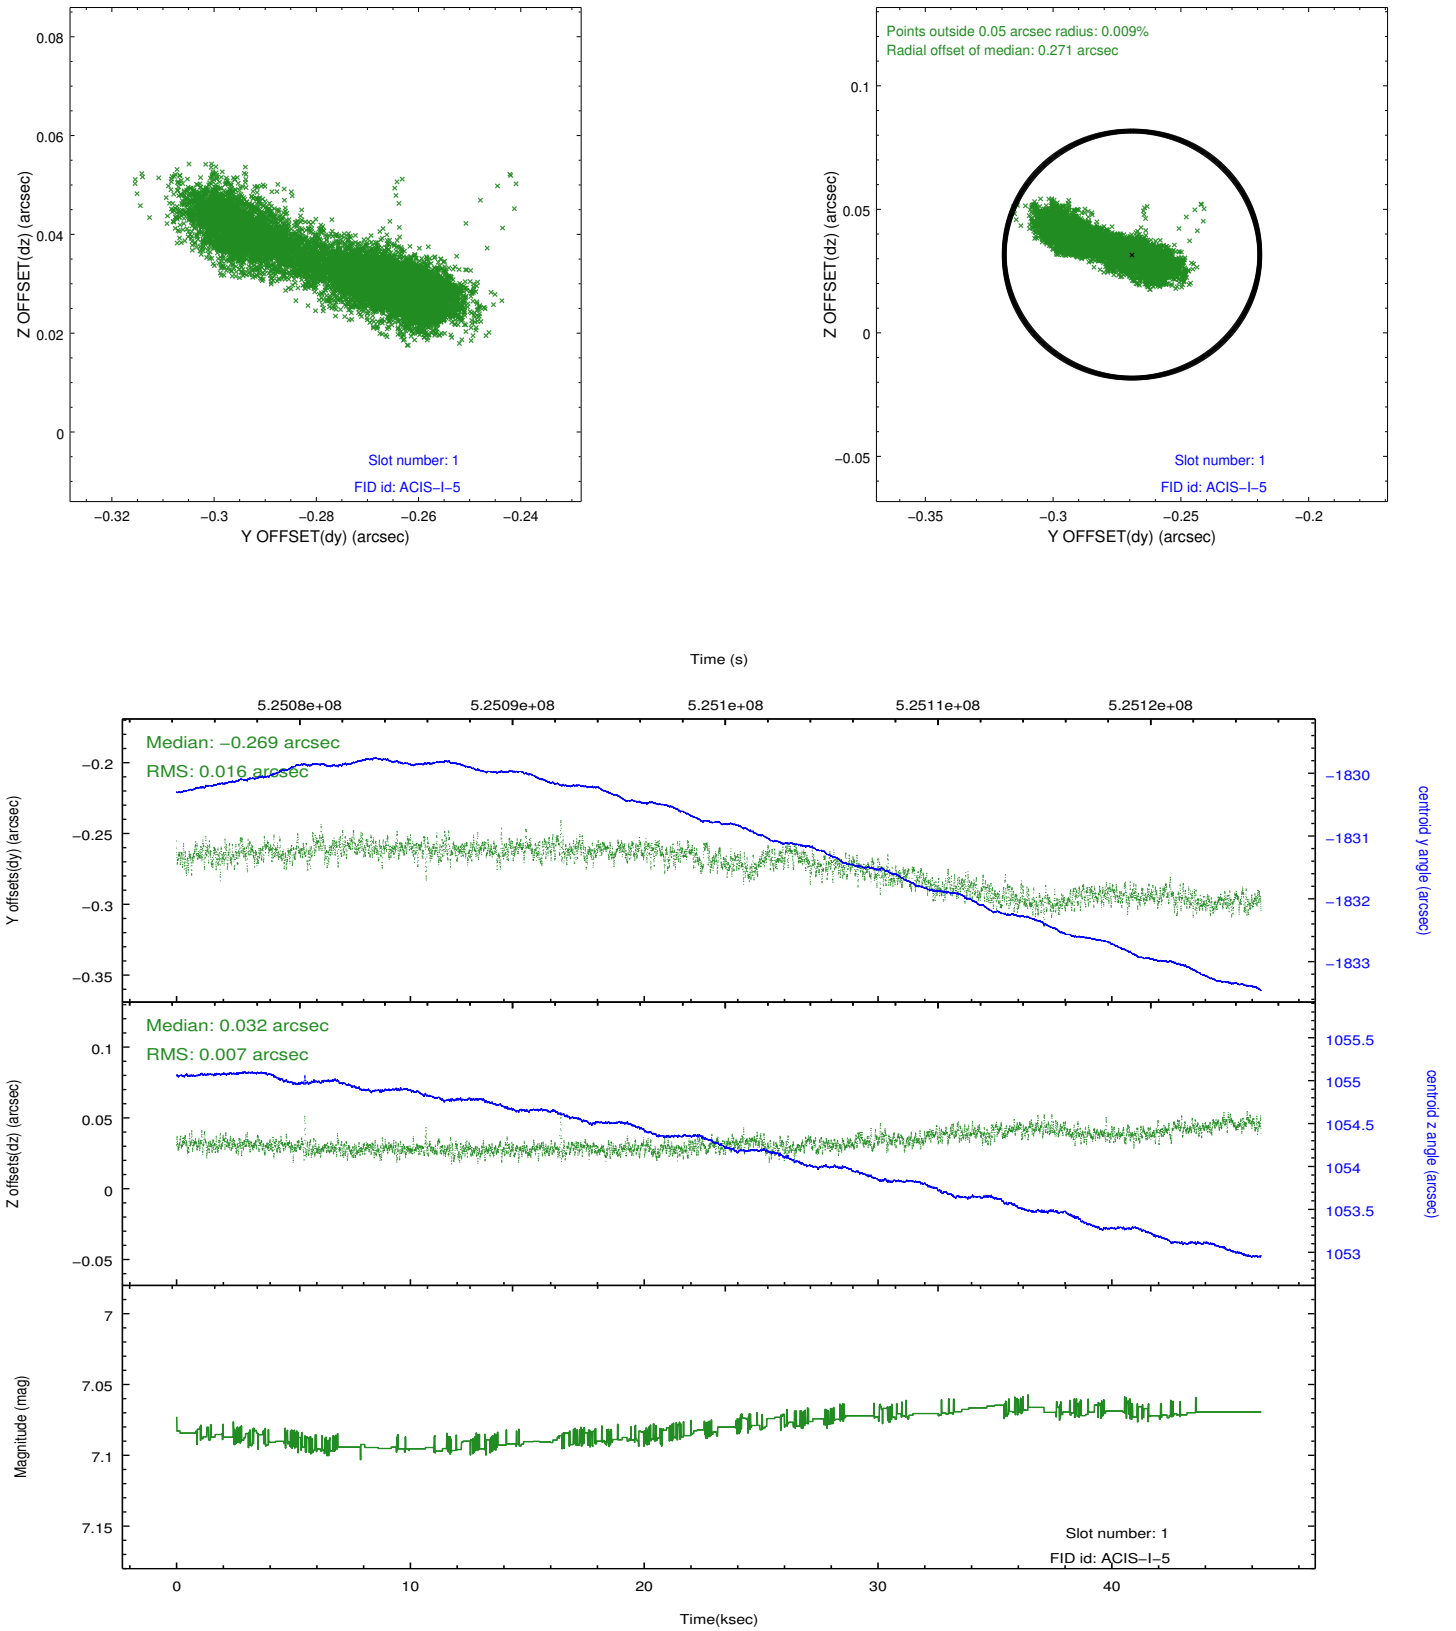 0.08
0.06
0.04
0.02
0
Z OFFSET(dz) (arcsec)
Slot number: 1
FID id: ACIS−I−5
−0.32 −0.3 −0.28 −0.26 −0.24
Y OFFSET(dy) (arcsec)
Points outside 0.05 arcsec radius: 0.009%
Radial offset of median: 0.271 arcsec
0.1
0.05
0
−0.05
Z OFFSET(dz) (arcsec)
Slot number: 1
FID id: ACIS−I−5
−0.35 −0.3 −0.25 −0.2
Y OFFSET(dy) (arcsec)
Time (s)
5.2508e+08 5.2509e+08 5.251e+08 5.2511e+08 5.2512e+08
Median: −0.269 arcsec
RMS: 0.016 arcsec
−0.2
−0.25
−0.3
−0.35
Y offsets(dy) (arcsec)
−1830
−1831
−1832
−1833
centroid y angle (arcsec)
Median: 0.032 arcsec
RMS: 0.007 arcsec
0.1
0.05
0
−0.05
Z offsets(dz) (arcsec)
1055.5
1055
1054.5
1054
1053.5
1053
centroid z angle (arcsec)
7
7.05
7.1
7.15
Magnitude (mag)
Slot number: 1
FID id: ACIS−I−5
0 10 20 30 40
Time(ksec)